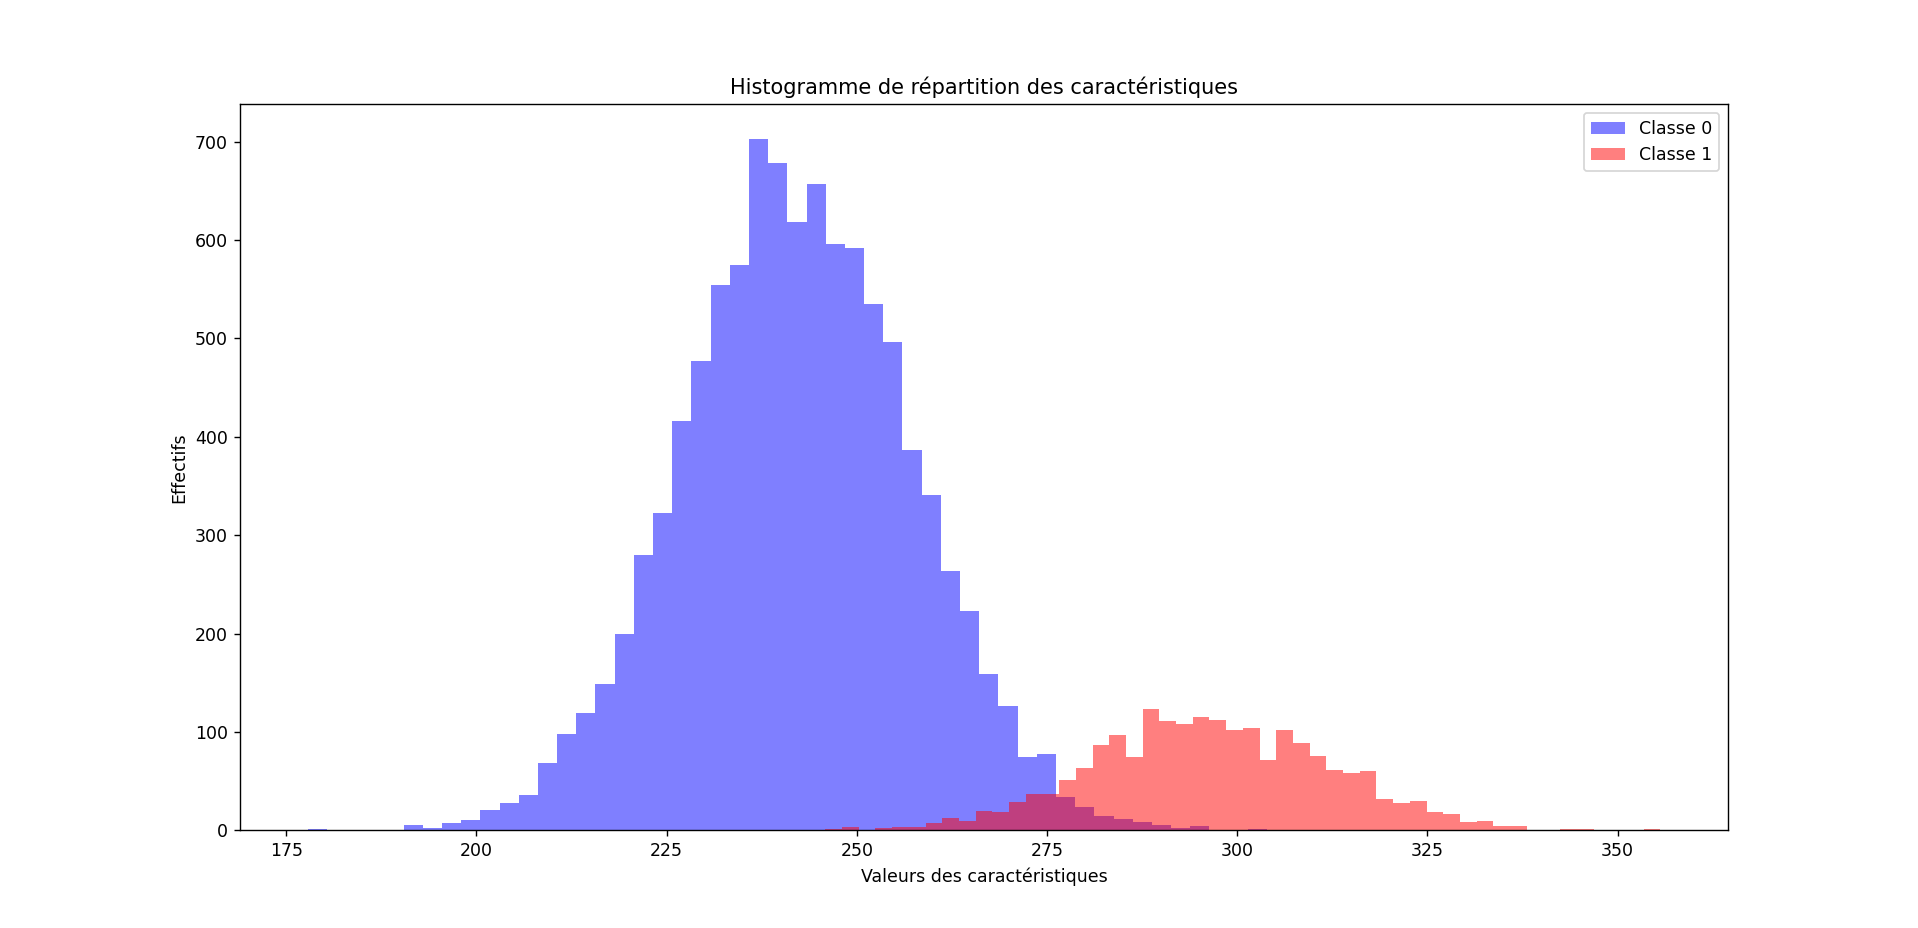 Histogramme de répartition des caractéristiques
Classe 0
Classe 1
Effectifs
700
600
500
400
300
200
100
0
175 200 225 250 275 300 325 350
Valeurs des caractéristiques